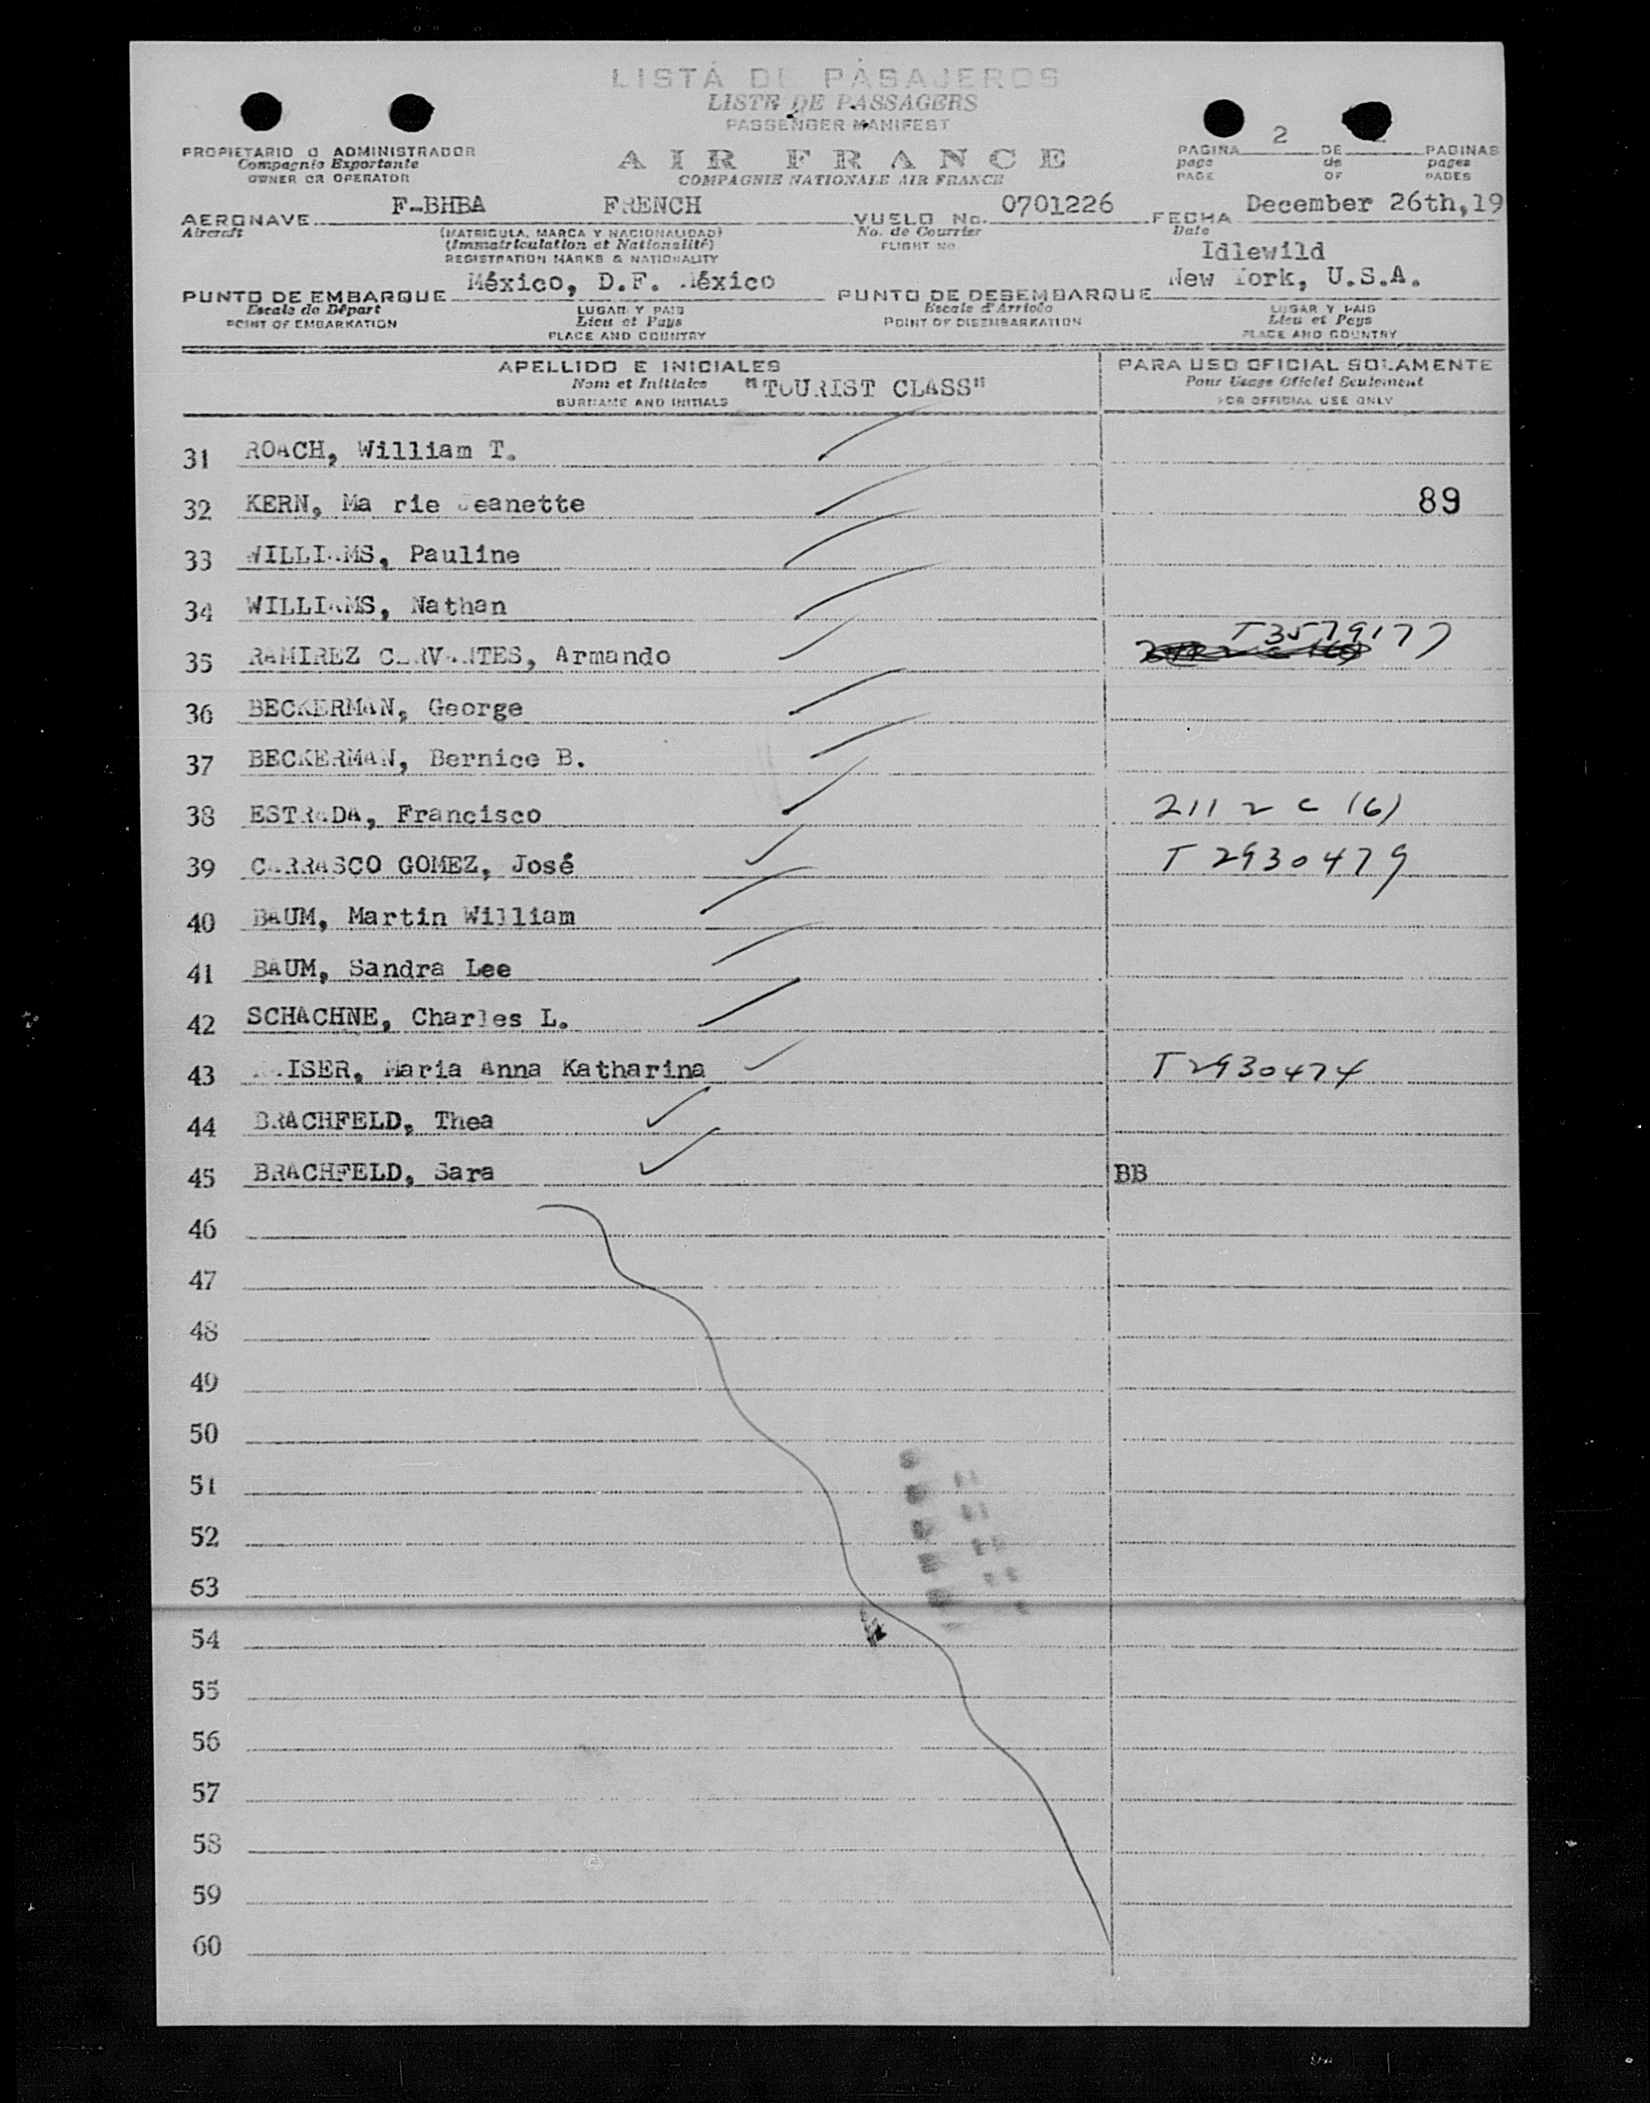 LISTA DE PASAJEROS
LISTE DE PASSAGERS
PASSENGER MANIFEST
PROPIETARIO O ADMINISTRADOR
Compagnie Exportante
OWNER OR OPERATOR
AIR FRANCE
COMPAGNIE NATIONALE AIR FRANCE
PAGINA 2 DE PAGINAS
page de pages
PAGE OF PAGES
AERONAVE F-BHBA FRENCH VUELO No. 0701226 FECHA December 26th, 19
Aircraft (MATRICULA, MARCA Y NACIONALIDAD) No. de Courrier Date
(Immatriculation et Nationalité) FLIGHT No
REGISTRATION MARKS & NATIONALITY
Idlewild
PUNTO DE EMBARQUE México, D.F. México PUNTO DE DESEMBARQUE New York, U.S.A.
Escale de Départ LUGAR Y PAIS Escale d'Arrivée LUGAR Y PAIS
POINT OF EMBARKATION Lieu et Pays POINT OF DISEMBARKATION Lieu et Pays
PLACE AND COUNTRY PLACE AND COUNTRY
APELLIDO E INICIALES PARA USO OFICIAL SOLAMENTE
Nom et Initiales "TOURIST CLASS" Pour Usage Officiel Seulement
SURNAME AND INITIALS FOR OFFICIAL USE ONLY
31 ROACH, William T.
32 KERN, Ma rie Jeanette 89
33 WILLIAMS, Pauline
34 WILLIAMS, Nathan
35 RAMIREZ CERVANTES, Armando T3579177
36 BECKERMAN, George
37 BECKERMAN, Bernice B.
38 ESTRADA, Francisco 211 2 c (6)
39 CARRASCO GOMEZ, José T 2930479
40 BAUM, Martin William
41 BAUM, Sandra Lee
42 SCHACHNE, Charles L.
43 Maria Anna Katharina T2930474
44 BRACHFELD, Thea
45 BRACHFELD, Sara BB
46
47
48
49
50
51
52
53
54
55
56
57
58
59
60